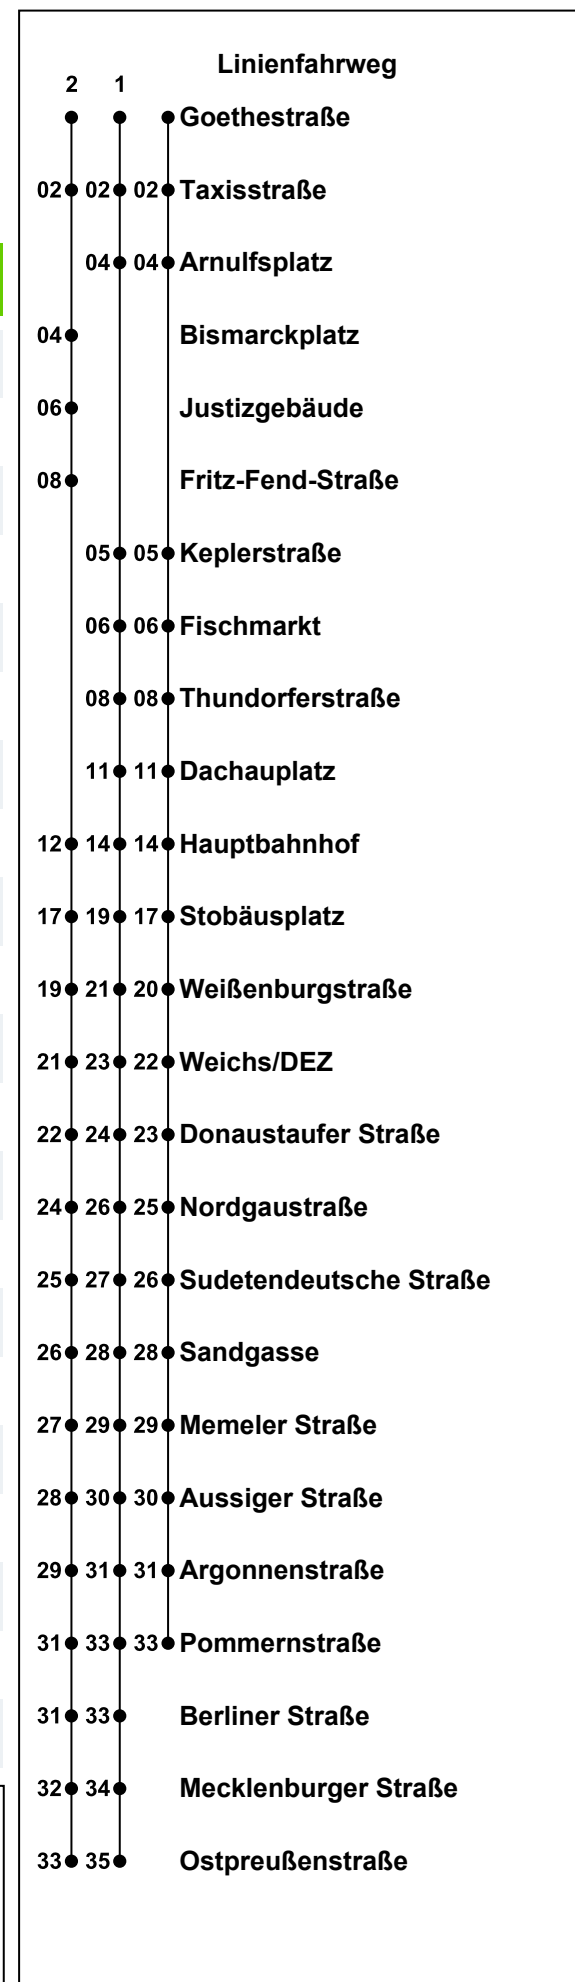 Linienfahrweg
2 1
Goethestraße
02 02 02 Taxisstraße
04 04 Arnulfsplatz
04 Bismarckplatz
06 Justizgebäude
08 Fritz-Fend-Straße
05 05 Keplerstraße
06 06 Fischmarkt
08 08 Thundorferstraße
11 11 Dachauplatz
12 14 14 Hauptbahnhof
17 19 17 Stobäusplatz
19 21 20 Weißenburgstraße
21 23 22 Weichs/DEZ
22 24 23 Donaustaufer Straße
24 26 25 Nordgaustraße
25 27 26 Sudetendeutsche Straße
26 28 28 Sandgasse
27 29 29 Memeler Straße
28 30 30 Aussiger Straße
29 31 31 Argonnenstraße
31 33 33 Pommernstraße
31 33 Berliner Straße
32 34 Mecklenburger Straße
33 35 Ostpreußenstraße